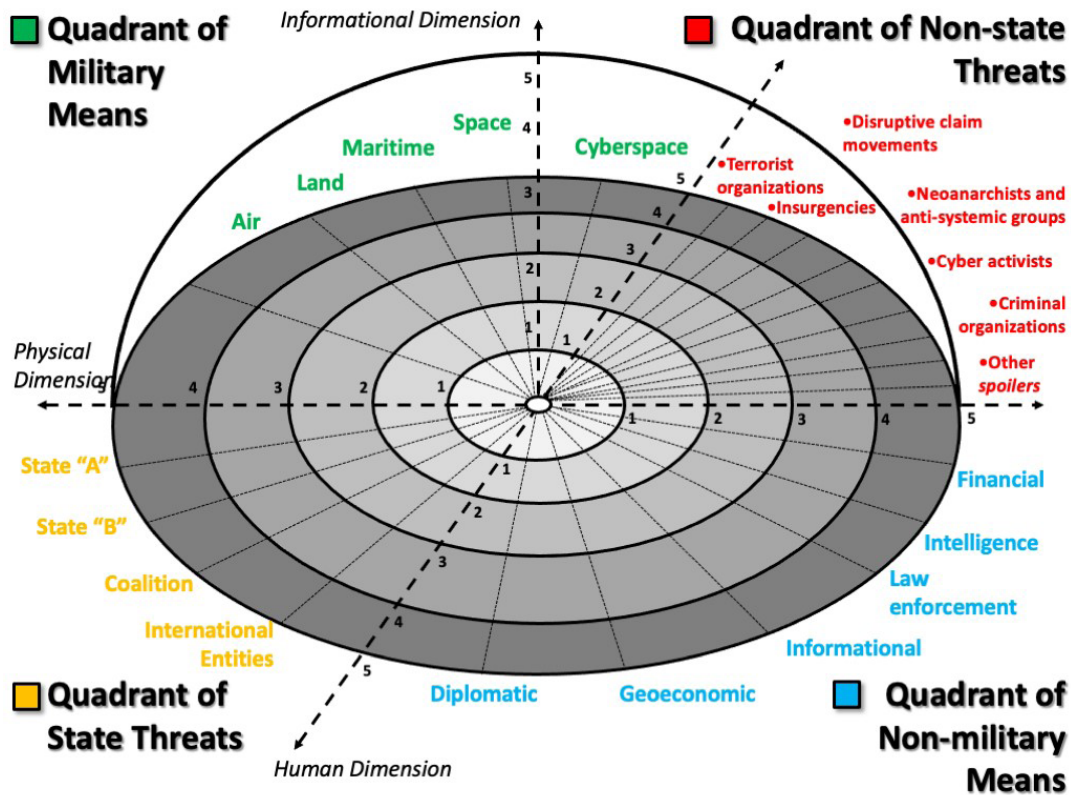 Informational Dimension
Quadrant of
Military
Means
Quadrant of Non-state
Threats
5
4
3
2
1
Space
Cyberspace
Maritime
Land
Air
•Disruptive claim
movements
•Terrorist
organizations
•Insurgencies
•Neoanarchists and
anti-systemic groups
•Cyber activists
•Criminal
organizations
•Other
spoilers
5
4
3
2
1
Physical
Dimension
5
4
3
2
1
1
2
3
4
5
1
2
3
4
5
State “A”
State “B”
Coalition
International
Entities
Financial
Intelligence
Law
enforcement
Informational
Geoeconomic
Diplomatic
Quadrant of
State Threats
Human Dimension
Quadrant of
Non-military
Means